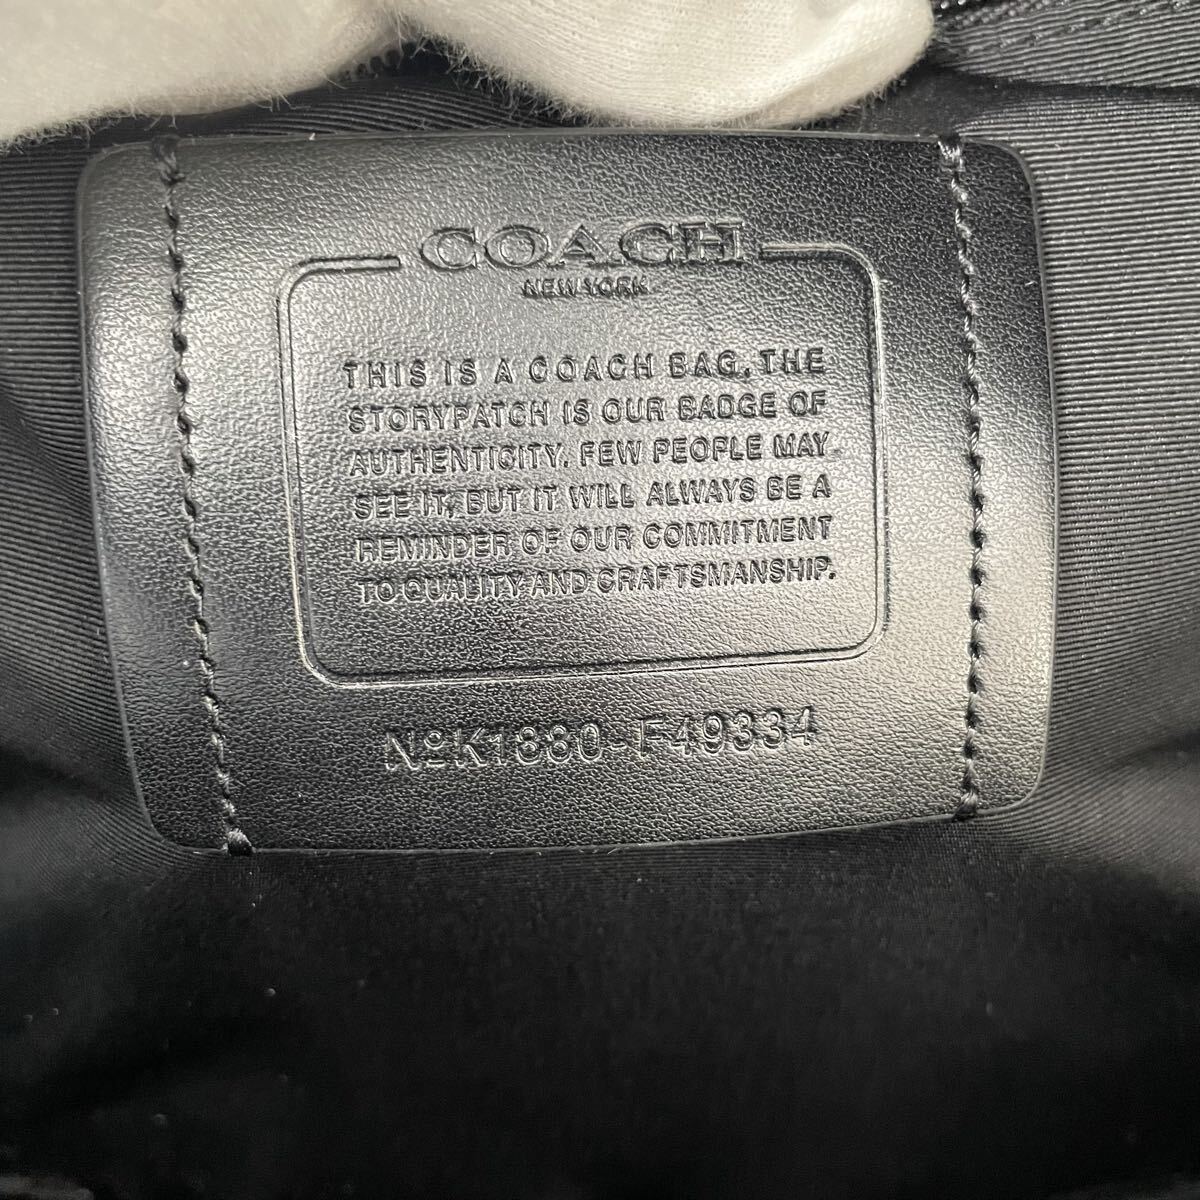 COACH
NEW YORK
THIS IS A COACH BAG, THE
STORYPATCH IS OUR BADGE OF
AUTHENTICITY. FEW PEOPLE MAY
SEE IT, BUT IT WILL ALWAYS BE A
REMINDER OF OUR COMMITMENT
TO QUALITY AND CRAFTSMANSHIP.
NoK1880-F49334